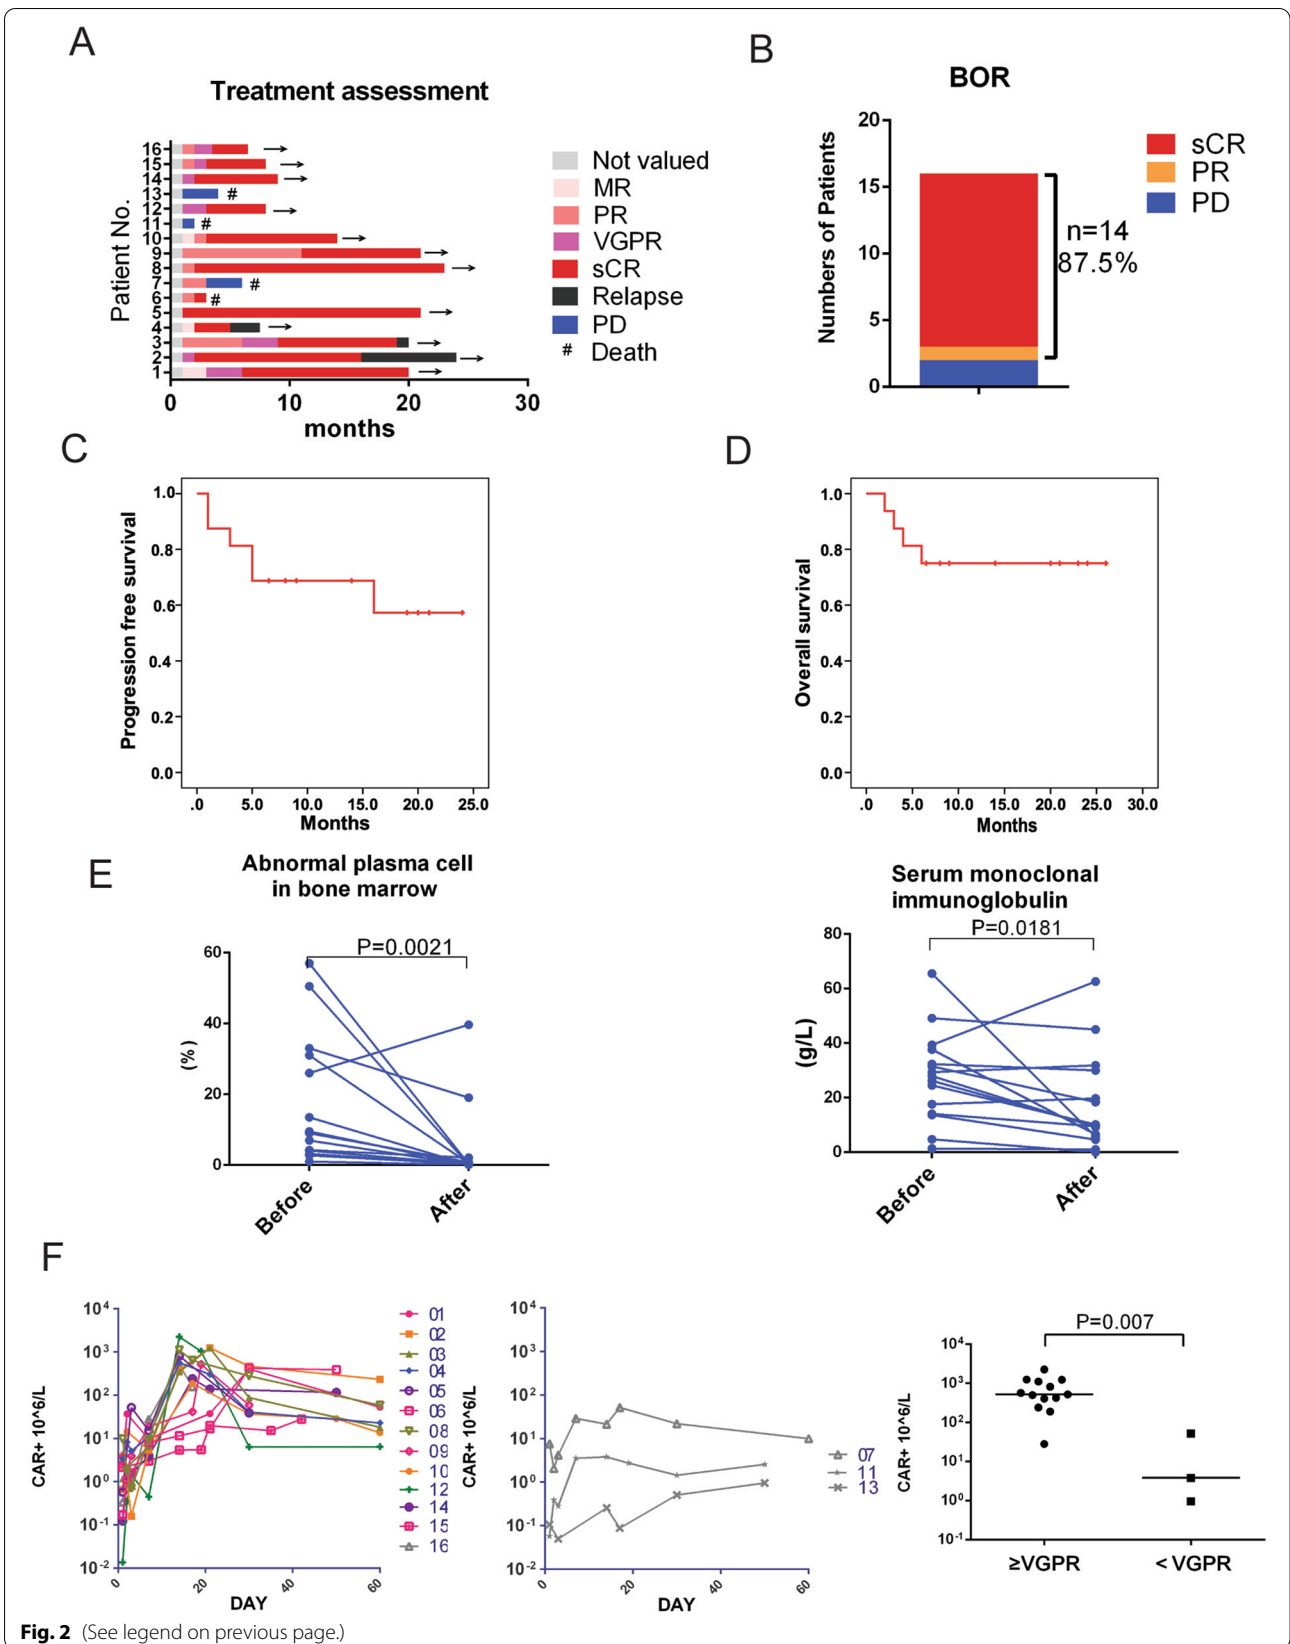 A
Treatment assessment
Patient No.
16
15
14
13
12
11
10
9
8
7
6
5
4
3
2
1
#
#
#
#
0 10 20 30
months
Not valued
MR
PR
VGPR
sCR
Relapse
PD
# Death
B
BOR
Numbers of Patients
20
15
10
5
0
n=14
87.5%
sCR
PR
PD
C
Progression free survival
1.0
0.8
0.6
0.4
0.2
0.0
.0 5.0 10.0 15.0 20.0 25.0
Months
D
Overall survival
1.0
0.8
0.6
0.4
0.2
0.0
.0 5.0 10.0 15.0 20.0 25.0 30.0
Months
E
Abnormal plasma cell
in bone marrow
P=0.0021
(%)
60
40
20
0
Before After
Serum monoclonal
immunoglobulin
P=0.0181
(g/L)
80
60
40
20
0
Before After
F
CAR+ 10^6/L
10^4
10^3
10^2
10^1
10^0
10^-1
10^-2
0 20 40 60
DAY
01
02
03
04
05
06
08
09
10
12
14
15
16
CAR+ 10^6/L
10^4
10^3
10^2
10^1
10^0
10^-1
10^-2
0 20 40 60
DAY
07
11
13
P=0.007
CAR+ 10^6/L
10^4
10^3
10^2
10^1
10^0
10^-1
≥VGPR < VGPR
Fig. 2 (See legend on previous page.)